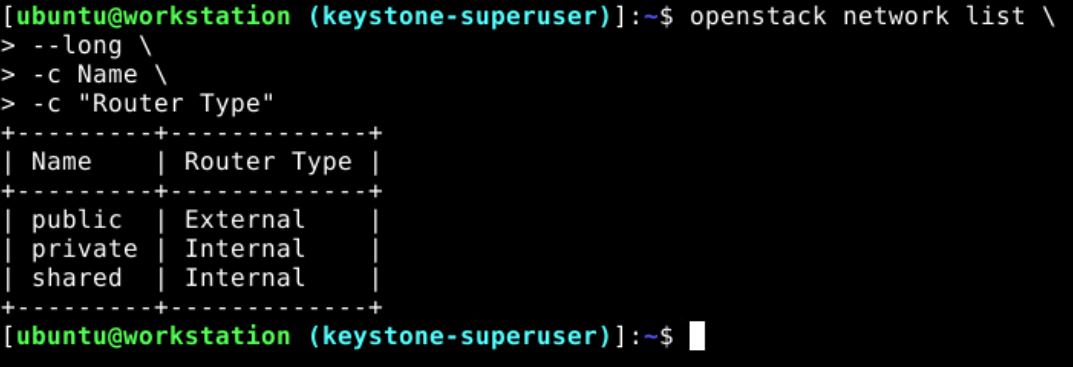 [ubuntu@workstation (keystone-superuser)]:~$ openstack network list \
> --long \
> -c Name \
> -c "Router Type"
+---------+-------------+
| Name    | Router Type |
+---------+-------------+
| public  | External    |
| private | Internal    |
| shared  | Internal    |
+---------+-------------+
[ubuntu@workstation (keystone-superuser)]:~$